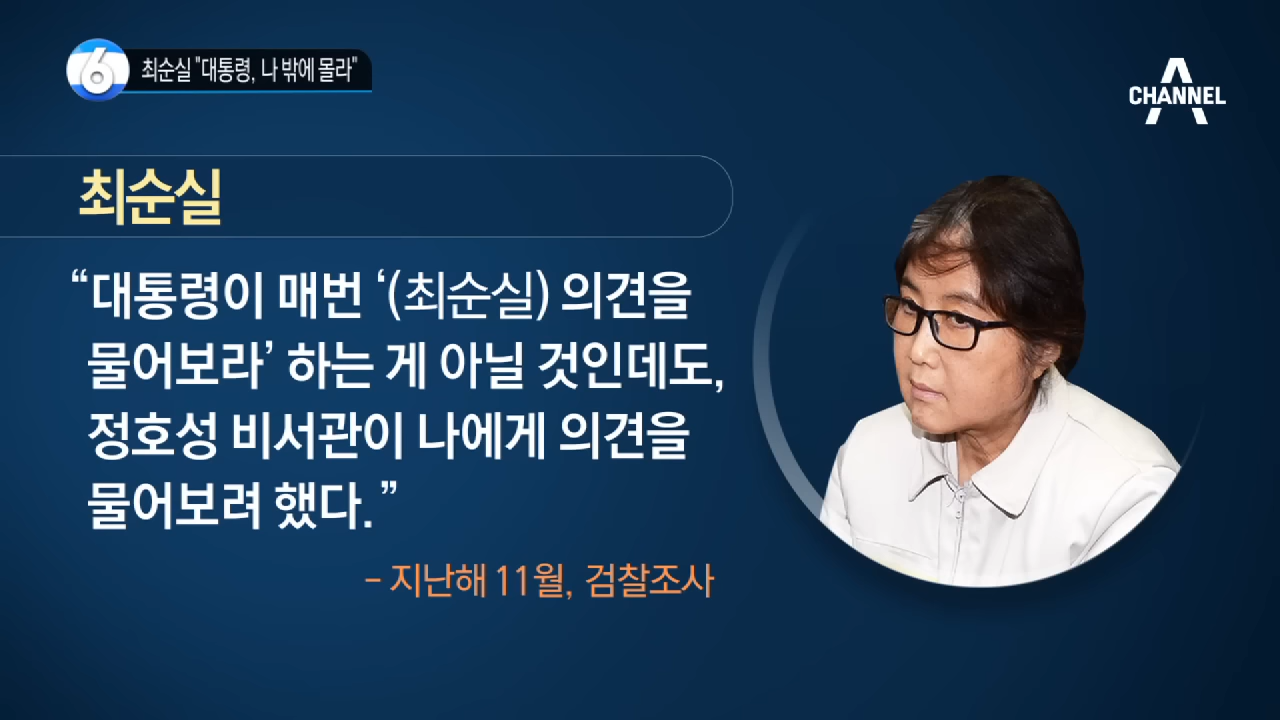 6 최순실 "대통령, 나 밖에 몰라"
CHANNEL A
최순실
“대통령이 매번 ‘(최순실) 의견을
물어보라’ 하는 게 아닐 것인데도,
정호성 비서관이 나에게 의견을
물어보려 했다.”
- 지난해 11월, 검찰조사